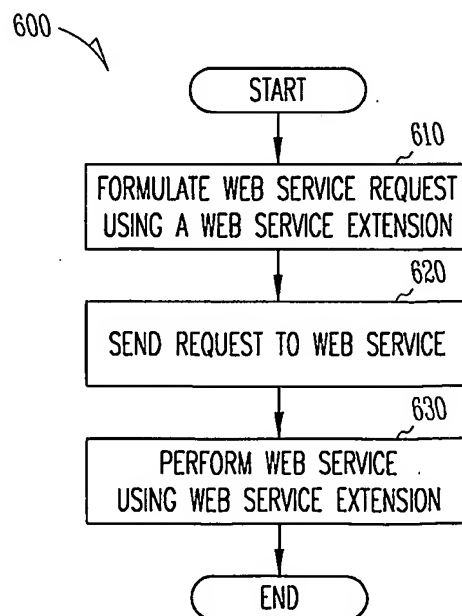 600
START
610
FORMULATE WEB SERVICE REQUEST
USING A WEB SERVICE EXTENSION
620
SEND REQUEST TO WEB SERVICE
630
PERFORM WEB SERVICE
USING WEB SERVICE EXTENSION
END